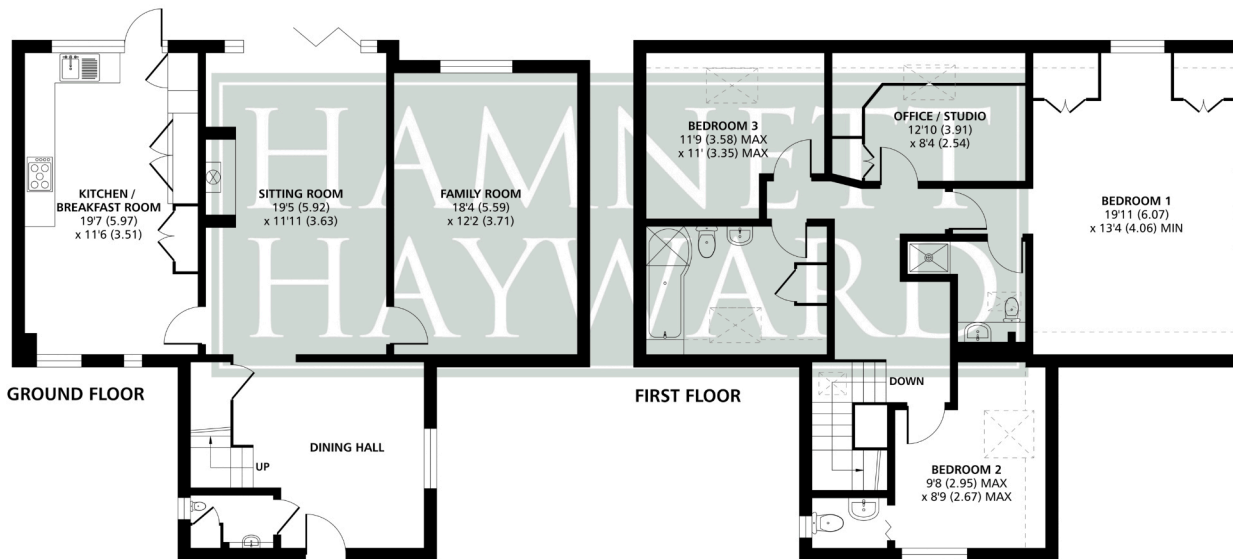 HAMNETT
HAYWARD
KITCHEN /
BREAKFAST ROOM
19'7 (5.97)
x 11'6 (3.51)
SITTING ROOM
19'5 (5.92)
x 11'11 (3.63)
FAMILY ROOM
18'4 (5.59)
x 12'2 (3.71)
DINING HALL
UP
GROUND FLOOR
BEDROOM 3
11'9 (3.58) MAX
x 11' (3.35) MAX
OFFICE / STUDIO
12'10 (3.91)
x 8'4 (2.54)
BEDROOM 1
19'11 (6.07)
x 13'4 (4.06) MIN
DOWN
BEDROOM 2
9'8 (2.95) MAX
x 8'9 (2.67) MAX
FIRST FLOOR